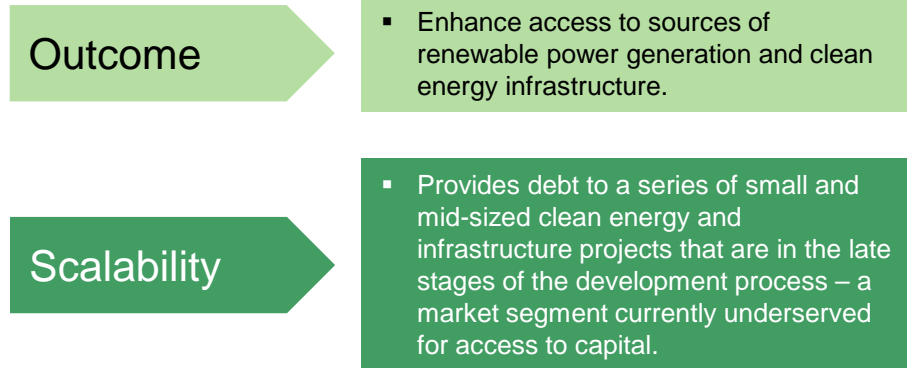 Outcome
▪ Enhance access to sources of
renewable power generation and clean
energy infrastructure.
Scalability
▪ Provides debt to a series of small and
mid-sized clean energy and
infrastructure projects that are in the late
stages of the development process – a
market segment currently underserved
for access to capital.